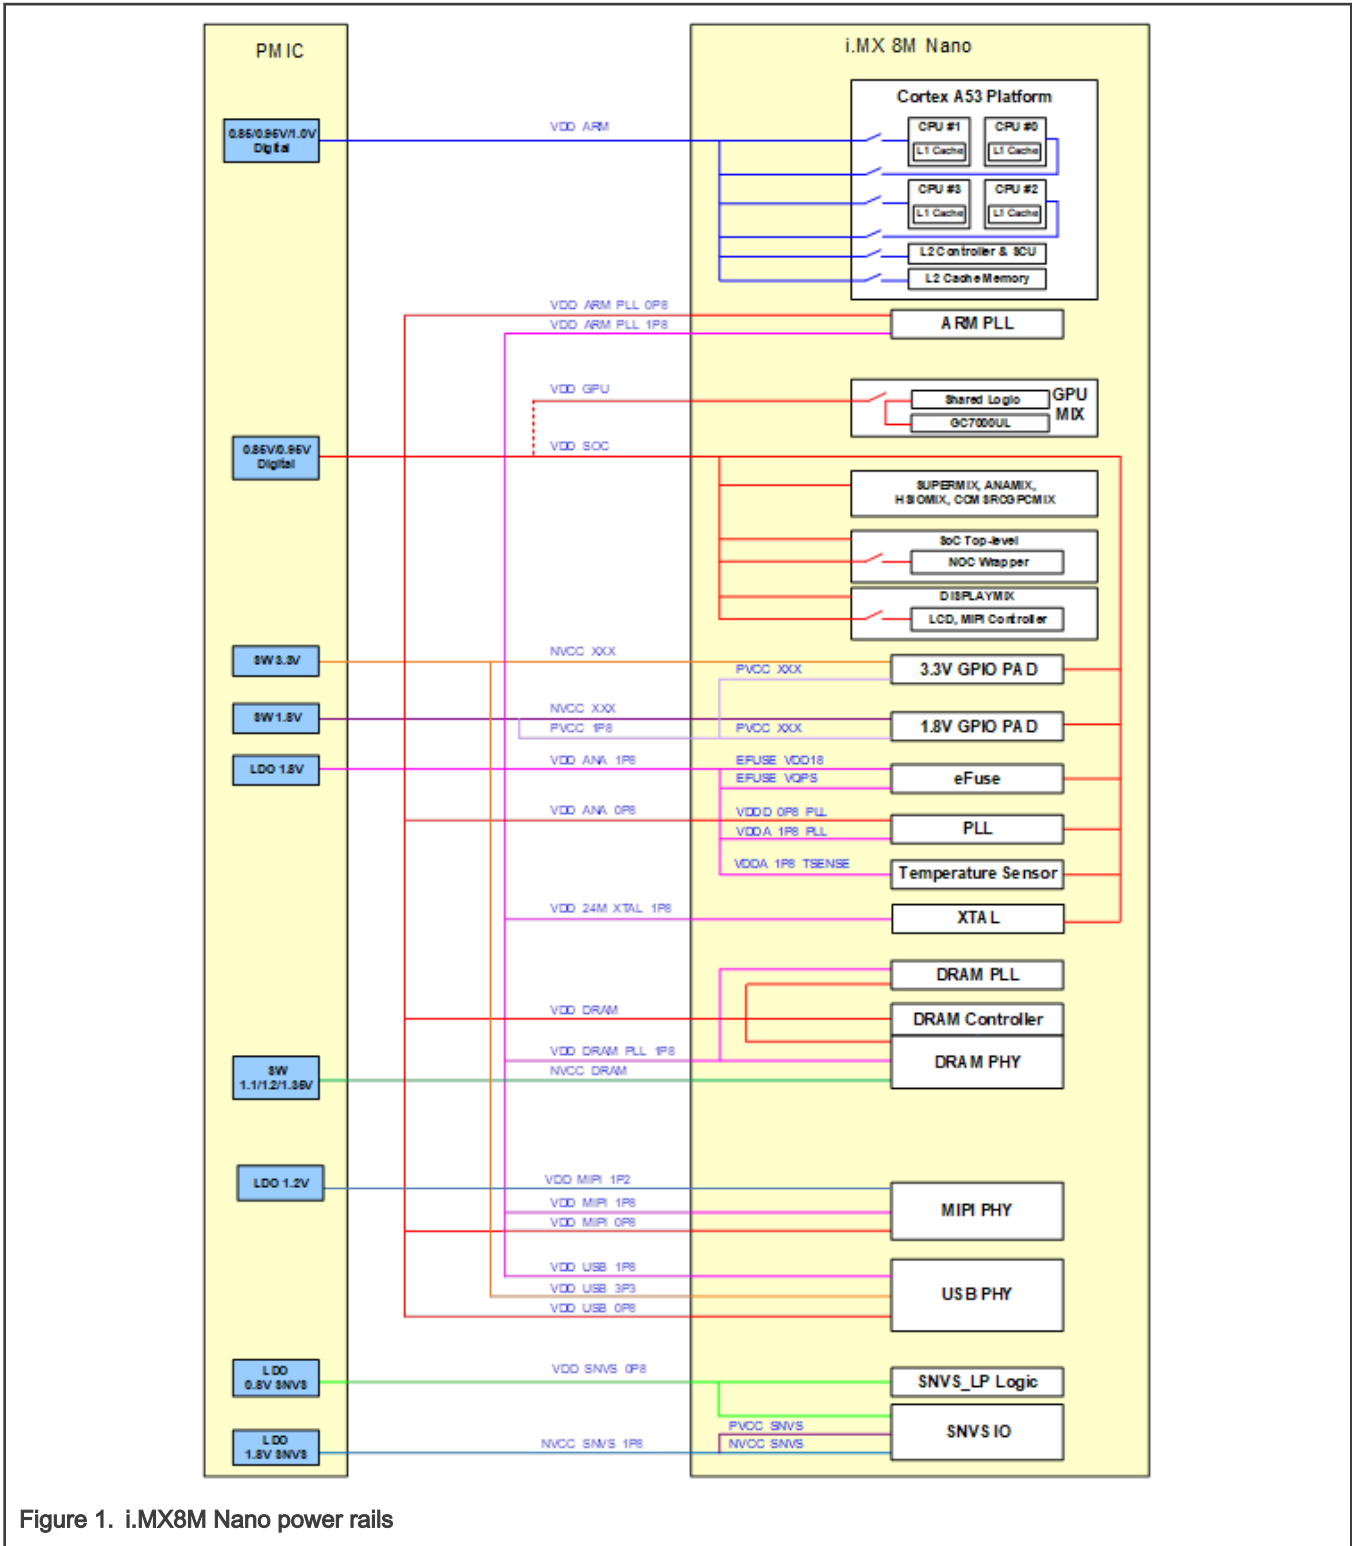 PMIC
i.MX 8M Nano
Cortex A53 Platform
0.85/0.95V/1.0V
Digital
VDD ARM
CPU #1
L1 Cache
CPU #0
L1 Cache
CPU #3
L1 Cache
CPU #2
L1 Cache
L2 Controller & SCU
L2 Cache Memory
VDD ARM PLL 0P8
VDD ARM PLL 1P8
ARM PLL
VDD GPU
Shared Logic
GC7000UL
GPU
MIX
0.85V/0.95V
Digital
VDD SOC
SUPERMIX, ANAMIX,
HSIOMIX, CCMSRCGPCMIX
SoC Top-level
NOC Wrapper
DISPLAYMIX
LCD, MIPI Controller
SW 3.3V
NVCC XXX
PVCC XXX
3.3V GPIO PAD
SW 1.8V
NVCC XXX
PVCC 1P8
PVCC XXX
1.8V GPIO PAD
LDO 1.8V
VDD ANA 1P8
EFUSE VDD18
EFUSE VQPS
eFuse
VDD ANA 0P8
VDDD 0P8 PLL
VDDA 1P8 PLL
PLL
VDDA 1P8 TSENSE
Temperature Sensor
VDD 24M XTAL 1P8
XTAL
DRAM PLL
VDD DRAM
DRAM Controller
VDD DRAM PLL 1P8
NVCC DRAM
DRAM PHY
SW
1.1/1.2/1.35V
LDO 1.2V
VDD MIPI 1P2
VDD MIPI 1P8
VDD MIPI 0P8
MIPI PHY
VDD USB 1P8
VDD USB 3P3
VDD USB 0P8
USB PHY
LDO
0.8V SNVS
VDD SNVS 0P8
SNVS_LP Logic
LDO
1.8V SNVS
NVCC SNVS 1P8
PVCC SNVS
NVCC SNVS
SNVS IO
Figure 1. i.MX8M Nano power rails